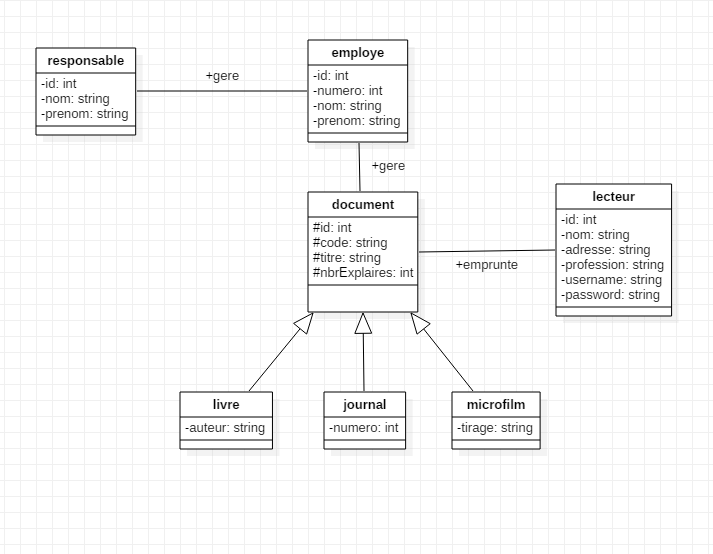 responsable
-id: int
-nom: string
-prenom: string
+gere
employe
-id: int
-numero: int
-nom: string
-prenom: string
+gere
document
#id: int
#code: string
#titre: string
#nbrExplaires: int
+emprunte
lecteur
-id: int
-nom: string
-adresse: string
-profession: string
-username: string
-password: string
livre
-auteur: string
journal
-numero: int
microfilm
-tirage: string